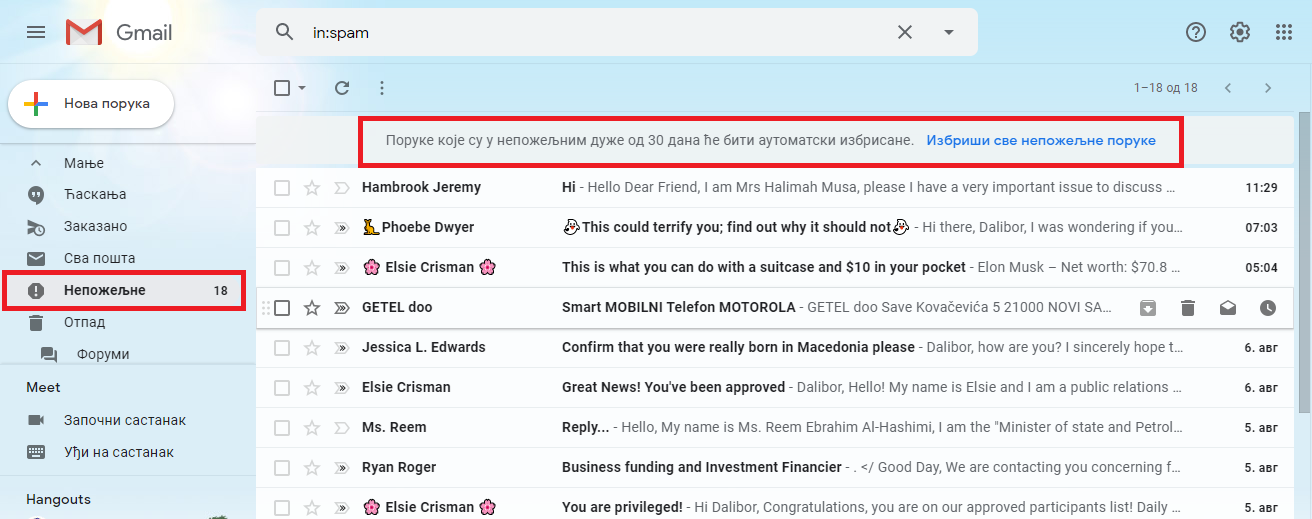 Gmail
in:spam
Нова порука
1–18 од 18
Поруке које су у непожељним дуже од 30 дана ће бити аутоматски избрисане. Избриши све непожељне поруке
Мање
Ћаскања
Заказано
Сва пошта
Непожељне 18
Отпад
Форуми
Meet
Започни састанак
Уђи на састанак
Hangouts
Hambrook Jeremy Hi - Hello Dear Friend, I am Mrs Halimah Musa, please I have a very important issue to discuss ... 11:29
Phoebe Dwyer This could terrify you; find out why it should not - Hi there, Dalibor, I was wondering if you... 07:03
🌸 Elsie Crisman 🌸 This is what you can do with a suitcase and $10 in your pocket - Elon Musk – Net worth: $70.8 ... 05:04
GETEL doo Smart MOBILNI Telefon MOTOROLA - GETEL doo Save Kovačevića 5 21000 NOVI SA...
Jessica L. Edwards Confirm that you were really born in Macedonia please - Dalibor, how are you? I sincerely hope t... 6. авг
Elsie Crisman Great News! You've been approved - Dalibor, Hello! My name is Elsie and I am a public relations ... 6. авг
Ms. Reem Reply... - Hello, My name is Ms. Reem Ebrahim Al-Hashimi, I am the "Minister of state and Petrol... 5. авг
Ryan Roger Business funding and Investment Financier - . </ Good Day, We are contacting you concerning f... 5. авг
🌸 Elsie Crisman 🌸 You are privileged! - Hi Dalibor, Congratulations, you are on our approved participants list! Daily ... 5. авг